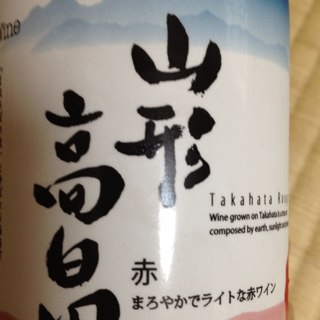 山形
高畠
赤
まろやかでライトな赤ワイン
Takahata
Wine grown on Takahata
composed by earth, sunlight